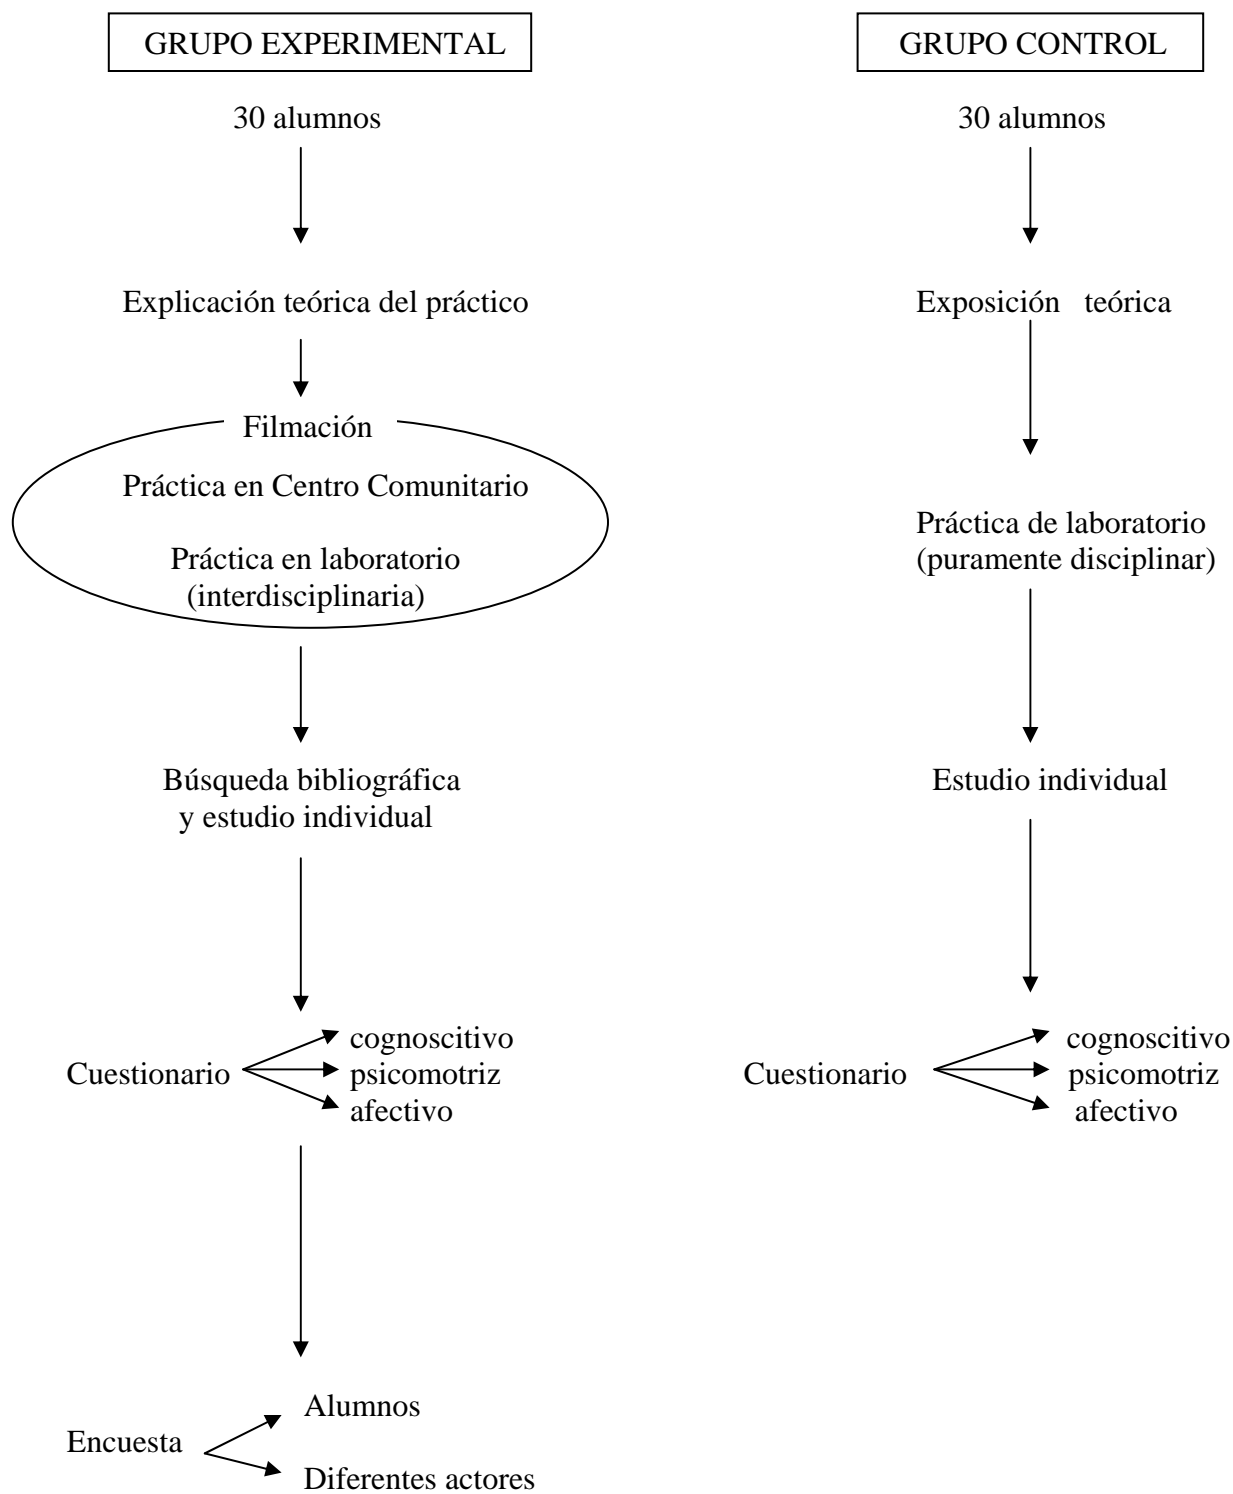 GRUPO EXPERIMENTAL
30 alumnos
Explicación teórica del práctico
Filmación
Práctica en Centro Comunitario
Práctica en laboratorio
(interdisciplinaria)
Búsqueda bibliográfica
y estudio individual
Cuestionario
cognoscitivo
psicomotriz
afectivo
Encuesta
Alumnos
Diferentes actores
GRUPO CONTROL
30 alumnos
Exposición teórica
Práctica de laboratorio
(puramente disciplinar)
Estudio individual
Cuestionario
cognoscitivo
psicomotriz
afectivo